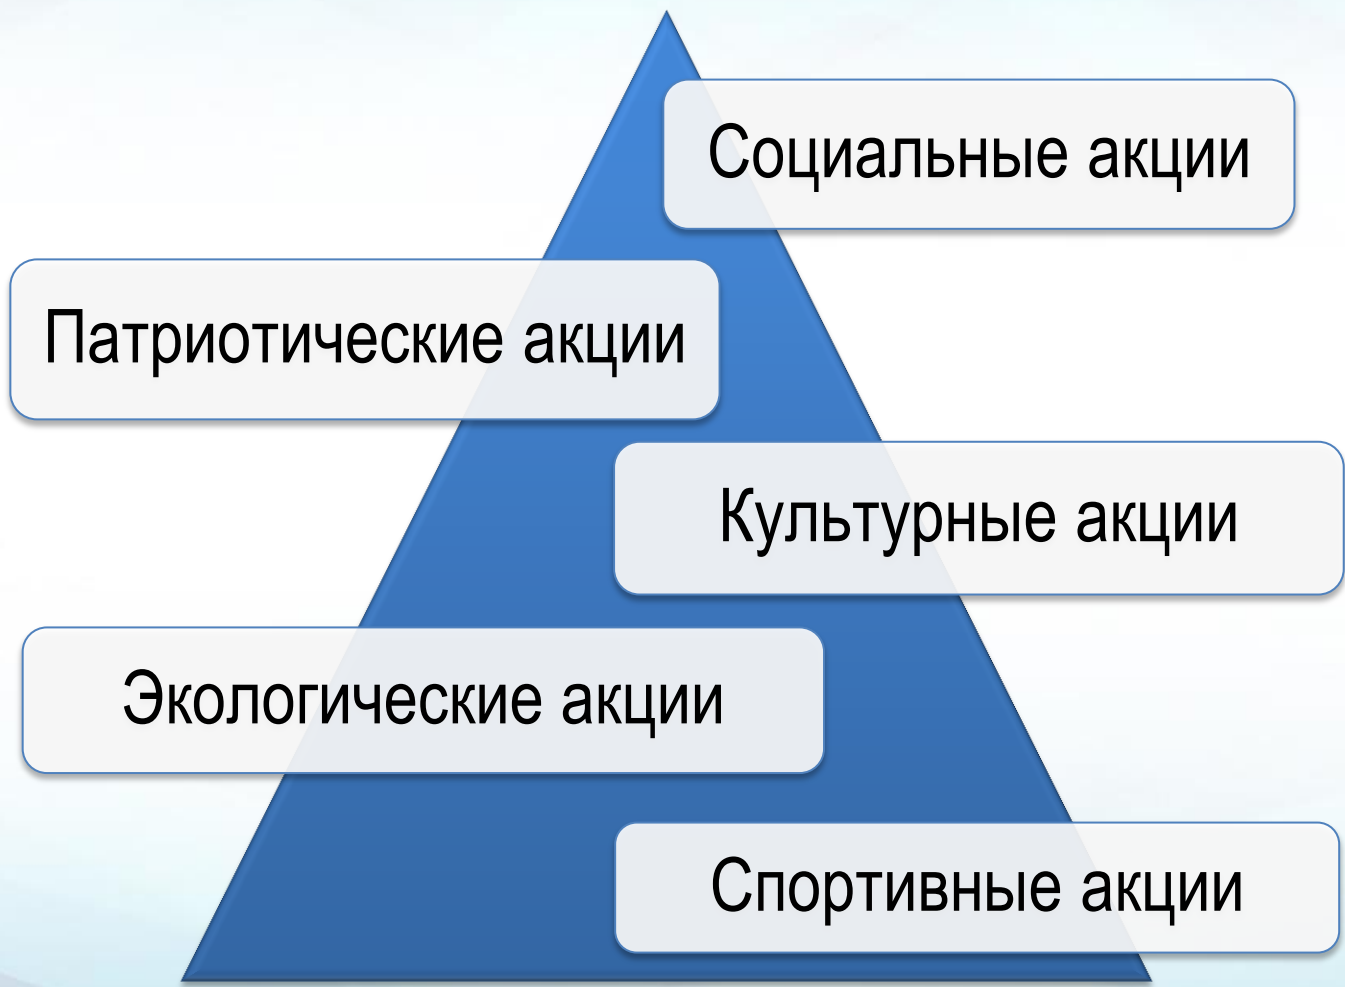 Социальные акции
Патриотические акции
Культурные акции
Экологические акции
Спортивные акции